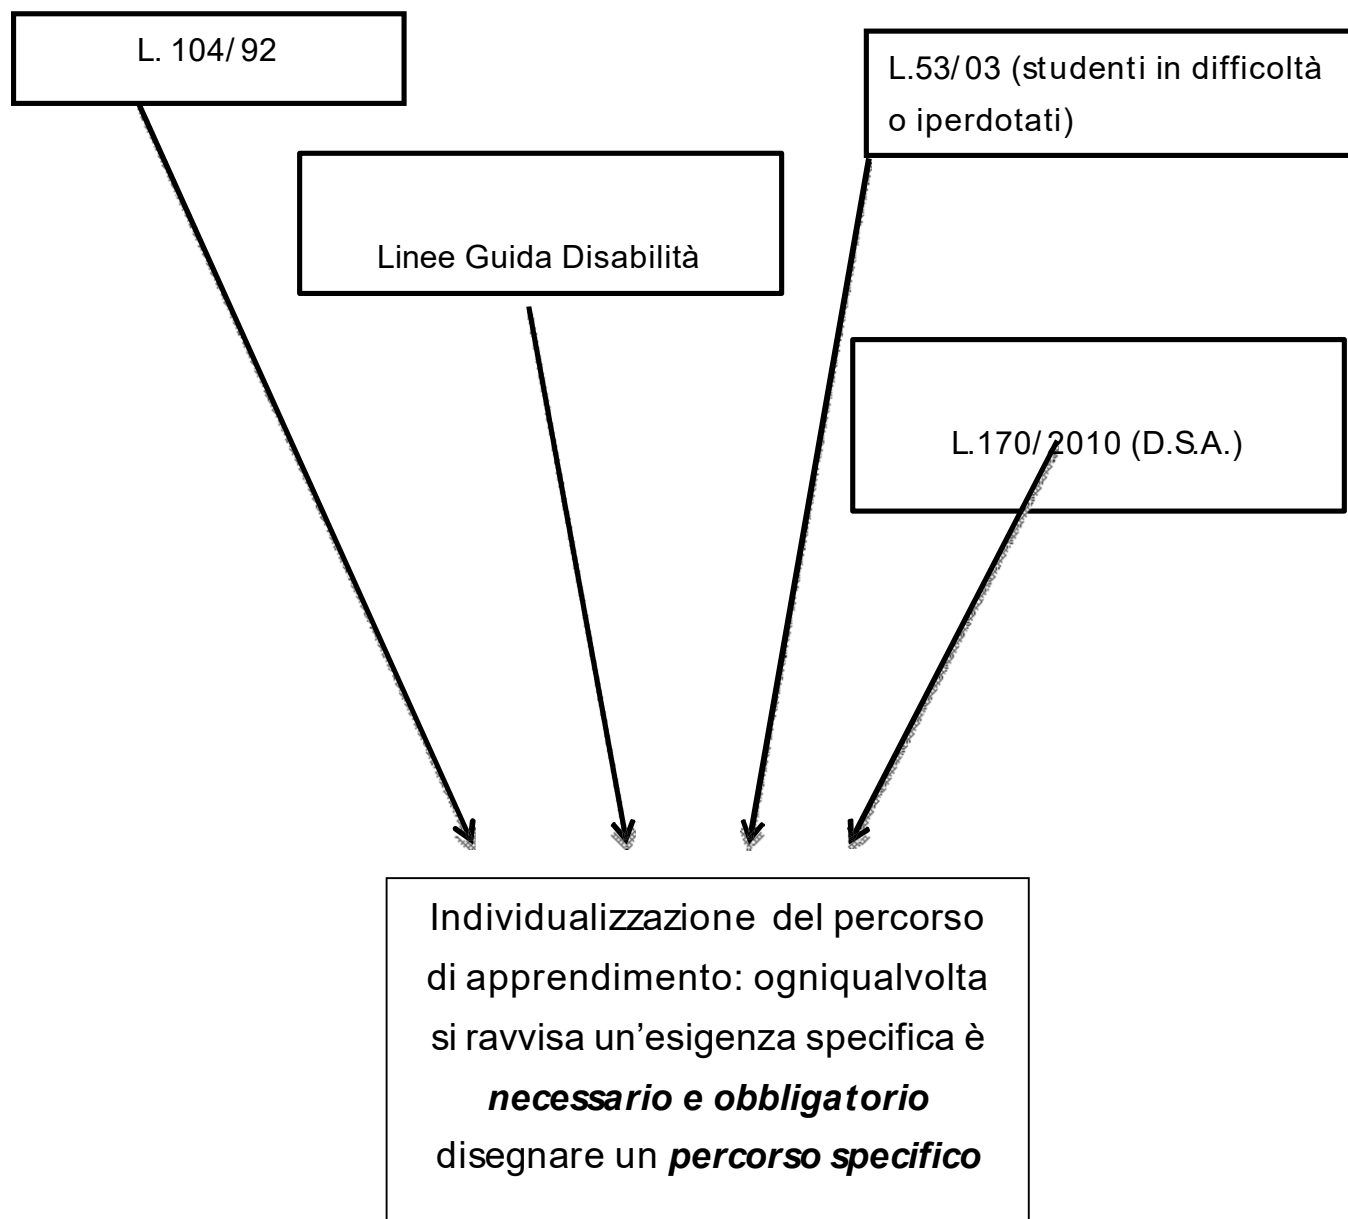 L. 104/92
L.53/03 (studenti in difficoltà
o iperdotati)
Linee Guida Disabilità
L.170/2010 (D.S.A.)
Individualizzazione del percorso
di apprendimento: ogniqualvolta
si ravvisa un’esigenza specifica è
necessario e obbligatorio
disegnare un percorso specifico